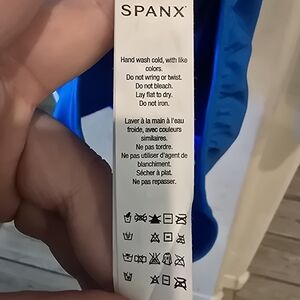 SPANX
Hand wash cold, with like
colors.
Do not wring or twist.
Do not bleach.
Lay flat to dry.
Do not iron.
Laver à la main à l'eau
froide, avec couleurs
similaires.
Ne pas tordre.
Ne pas utiliser d'agent de
blanchiment.
Sécher à plat.
Ne pas repasser.